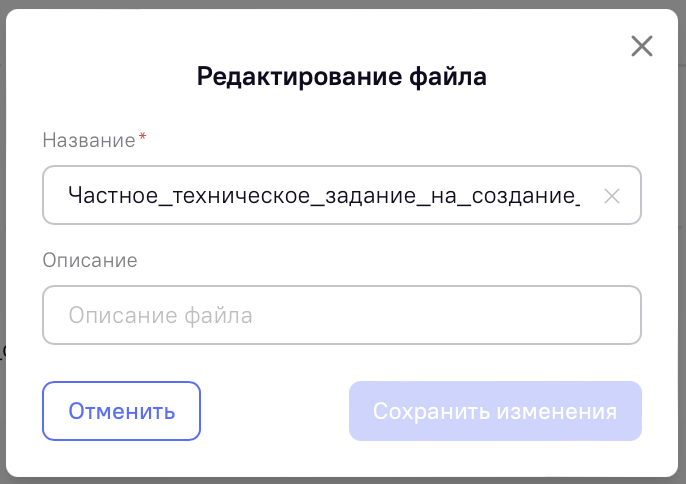 Редактирование файла
Название*
Частное_техническое_задание_на_создание_
Описание
Описание файла
Отменить
Сохранить изменения